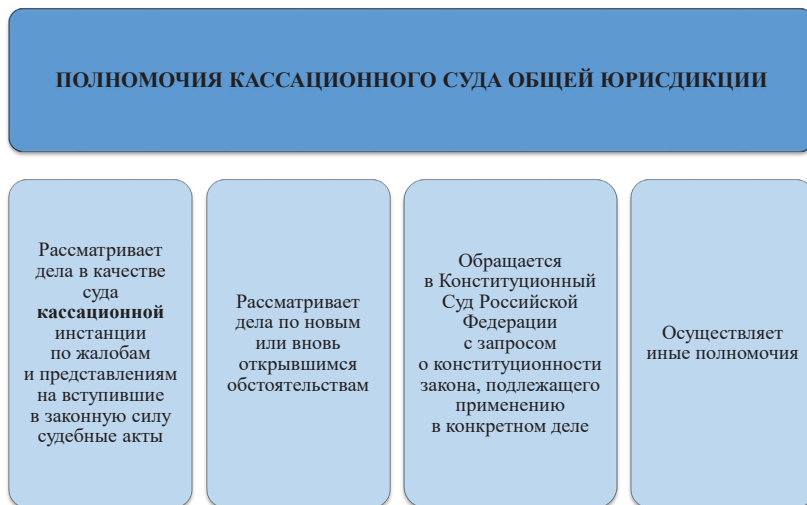 ПОЛНОМОЧИЯ КАССАЦИОННОГО СУДА ОБЩЕЙ ЮРИСДИКЦИИ
Рассматривает
дела в качестве
суда
кассационной
инстанции
по жалобам
и представлениям
на вступившие
в законную силу
судебные акты
Рассматривает
дела по новым
или вновь
открывшимся
обстоятельствам
Обращается
в Конституционный
Суд Российской
Федерации
с запросом
о конституционности
закона, подлежащего
применению
в конкретном деле
Осуществляет
иные полномочия